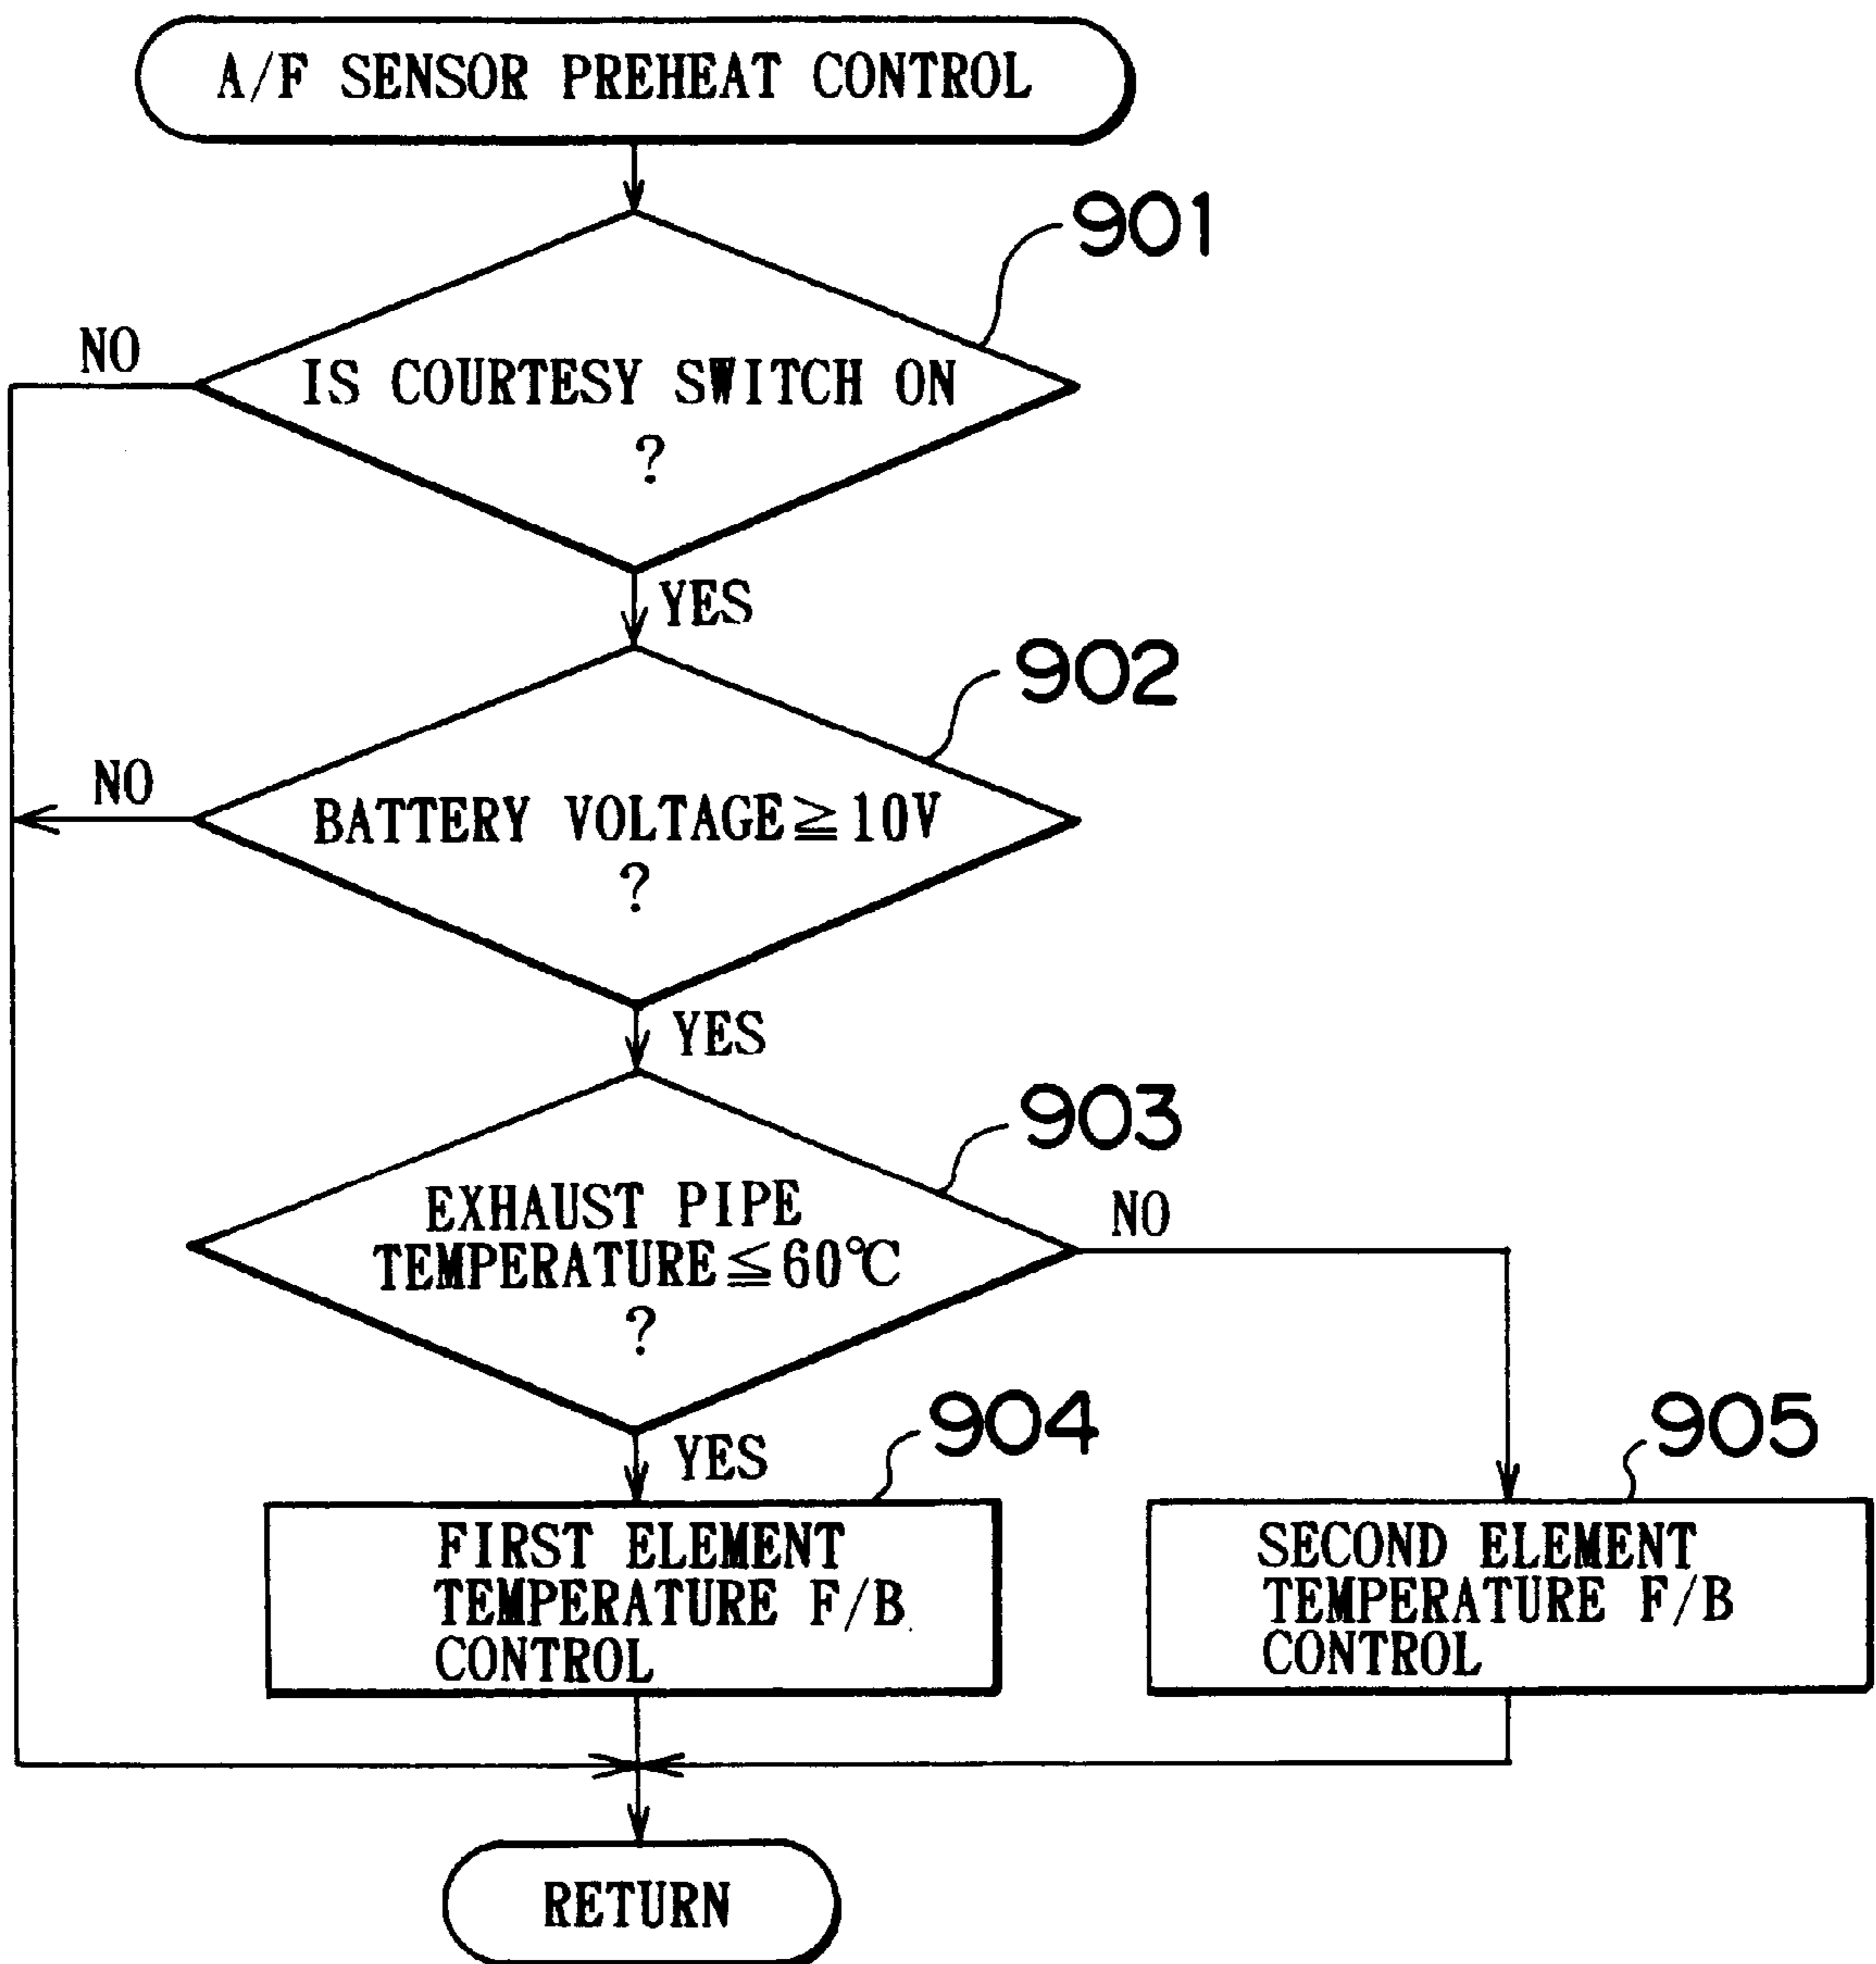 A/F SENSOR PREHEAT CONTROL
901
NO
IS COURTESY SWITCH ON
?
YES
902
NO
BATTERY VOLTAGE≧10V
?
YES
903
EXHAUST PIPE
TEMPERATURE≦60℃
?
NO
YES
904
FIRST ELEMENT
TEMPERATURE F/B
CONTROL
905
SECOND ELEMENT
TEMPERATURE F/B
CONTROL
RETURN